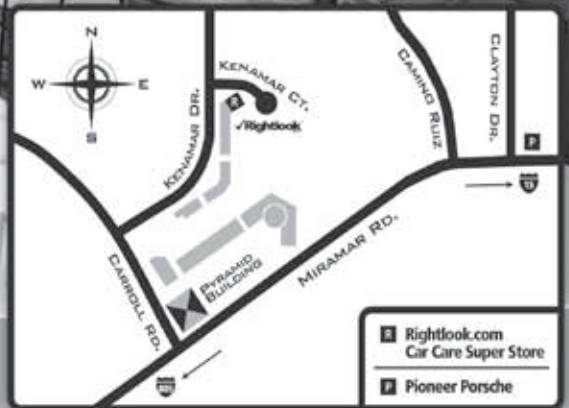 N
W
E
S
KENAMAR CT.
R
✓Rightlook
KENAMAR DR.
CAMINO RUIZ
CLAYTON DR.
P
15
MIRAMAR RD.
PYRAMID
BUILDING
CARROLL RD.
R Rightlook.com
Car Care Super Store
P Pioneer Porsche